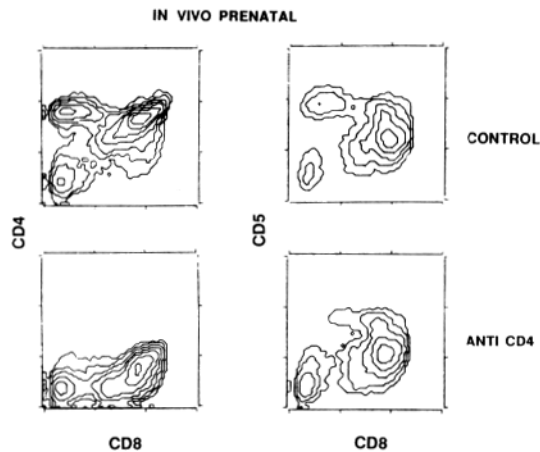 IN VIVO PRENATAL
CD4
CD5
CONTROL
ANTI CD4
CD8
CD8